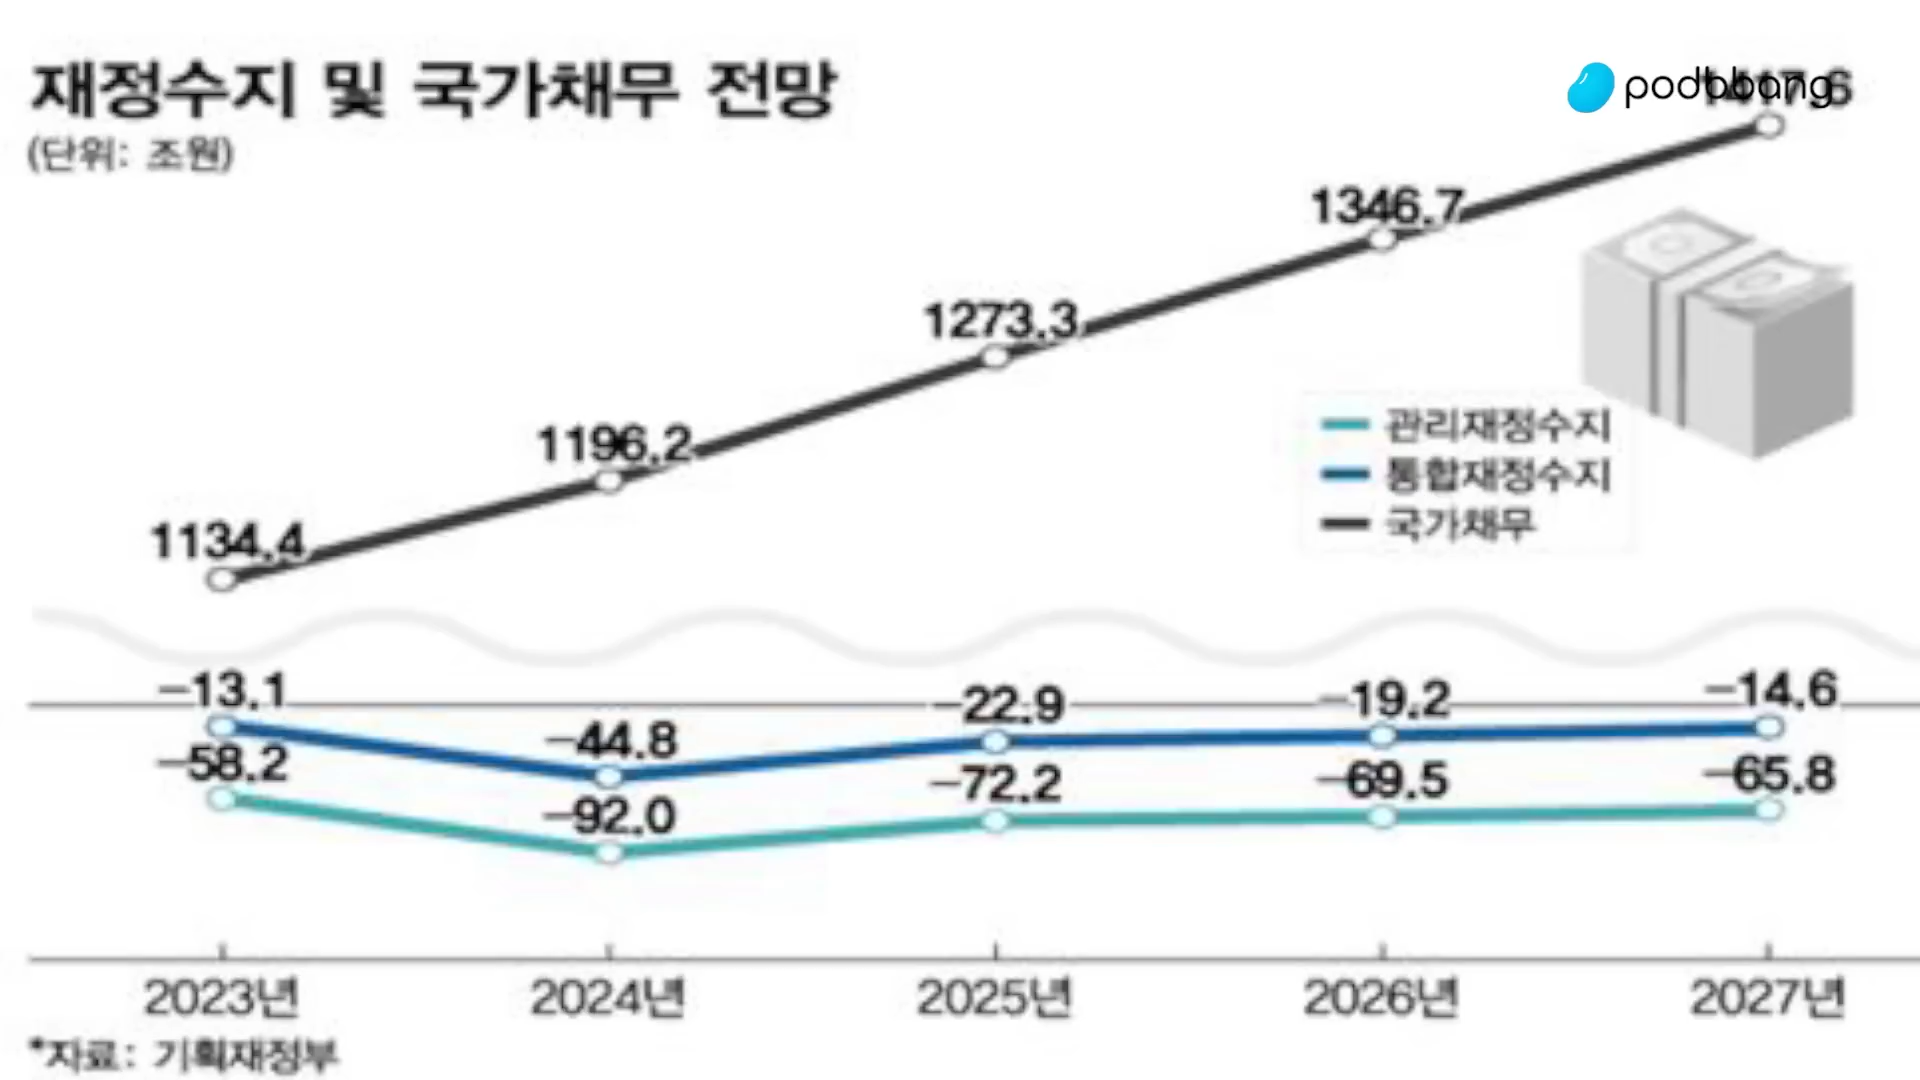 재정수지 및 국가채무 전망
(단위: 조원)
podbbang
1417.6
1346.7
1273.3
1196.2
1134.4
관리재정수지
통합재정수지
국가채무
−13.1
−44.8
−22.9
−19.2
−14.6
−58.2
−92.0
−72.2
−69.5
−65.8
2023년
2024년
2025년
2026년
2027년
*자료: 기획재정부